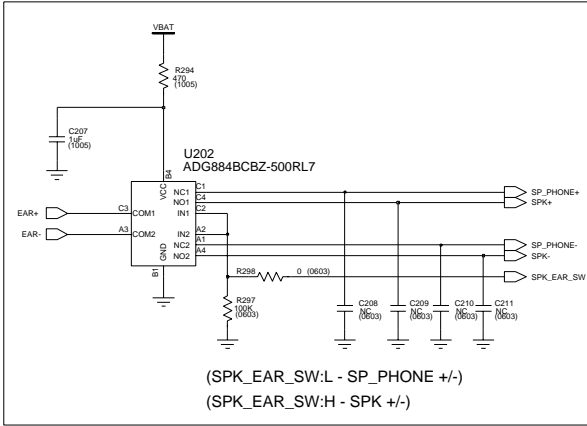 VBAT
R294
470
(1005)
C207
1uF
(1005)
U202
ADG884BCBZ-500RL7
B4
VCC
NC1
C1
SP_PHONE+
NO1
C4
SPK+
EAR+
C3
COM1
IN1
C2
EAR-
A3
COM2
IN2
A2
NC2
A1
SP_PHONE-
GND
NO2
A4
SPK-
B1
R298
0 (0603)
SPK_EAR_SW
R297
100K
(0603)
C208
NC
(0603)
C209
NC
(0603)
C210
NC
(0603)
C211
NC
(0603)
(SPK_EAR_SW:L - SP_PHONE +/-)
(SPK_EAR_SW:H - SPK +/-)